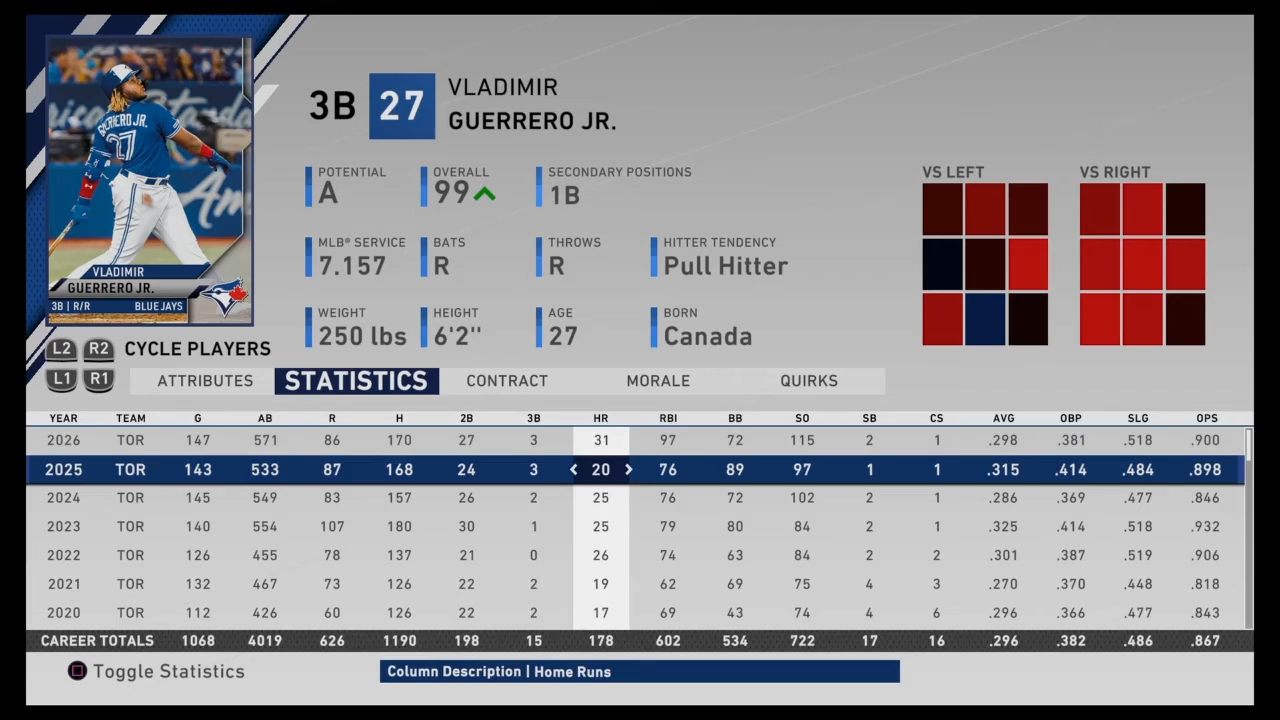 GUERRERO JR.
27
VLADIMIR
GUERRERO JR.
3B | R/R BLUE JAYS
3B 27 VLADIMIR
GUERRERO JR.
POTENTIAL OVERALL SECONDARY POSITIONS
A 99 1B
MLB® SERVICE BATS THROWS HITTER TENDENCY
7.157 R R Pull Hitter
WEIGHT HEIGHT AGE BORN
250 lbs 6'2'' 27 Canada
VS LEFT VS RIGHT
L2 R2 CYCLE PLAYERS
L1 R1 ATTRIBUTES STATISTICS CONTRACT MORALE QUIRKS
YEAR TEAM G AB R H 2B 3B HR RBI BB SO SB CS AVG OBP SLG OPS
2026 TOR 147 571 86 170 27 3 31 97 72 115 2 1 .298 .381 .518 .900
2025 TOR 143 533 87 168 24 3 20 76 89 97 1 1 .315 .414 .484 .898
2024 TOR 145 549 83 157 26 2 25 76 72 102 2 1 .286 .369 .477 .846
2023 TOR 140 554 107 180 30 1 25 79 80 84 2 1 .325 .414 .518 .932
2022 TOR 126 455 78 137 21 0 26 74 63 84 2 2 .301 .387 .519 .906
2021 TOR 132 467 73 126 22 2 19 62 69 75 4 3 .270 .370 .448 .818
2020 TOR 112 426 60 126 22 2 17 69 43 74 4 6 .296 .366 .477 .843
CAREER TOTALS 1068 4019 626 1190 198 15 178 602 534 722 17 16 .296 .382 .486 .867
Toggle Statistics
Column Description | Home Runs